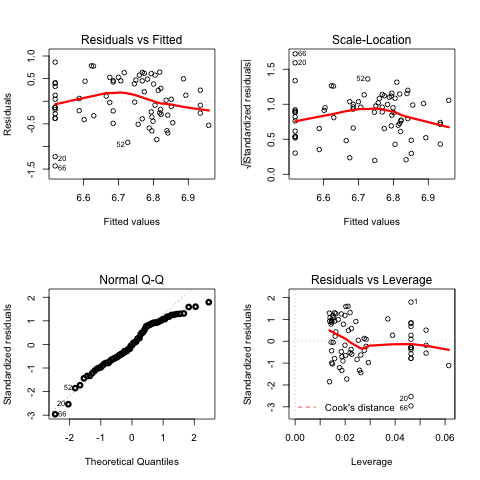 Residuals vs Fitted
Residuals
1.0
0.5
-0.5
-1.5
52
20
66
6.6 6.7 6.8 6.9
Fitted values
Scale-Location
√|Standardized residuals|
1.5
1.0
0.5
0.0
66
20
52
6.6 6.7 6.8 6.9
Fitted values
Normal Q-Q
Standardized residuals
2
1
0
-1
-2
-3
52
20
66
-2 -1 0 1 2
Theoretical Quantiles
Residuals vs Leverage
Standardized residuals
2
1
0
-1
-2
-3
1
20
66
Cook's distance
0.00 0.02 0.04 0.06
Leverage